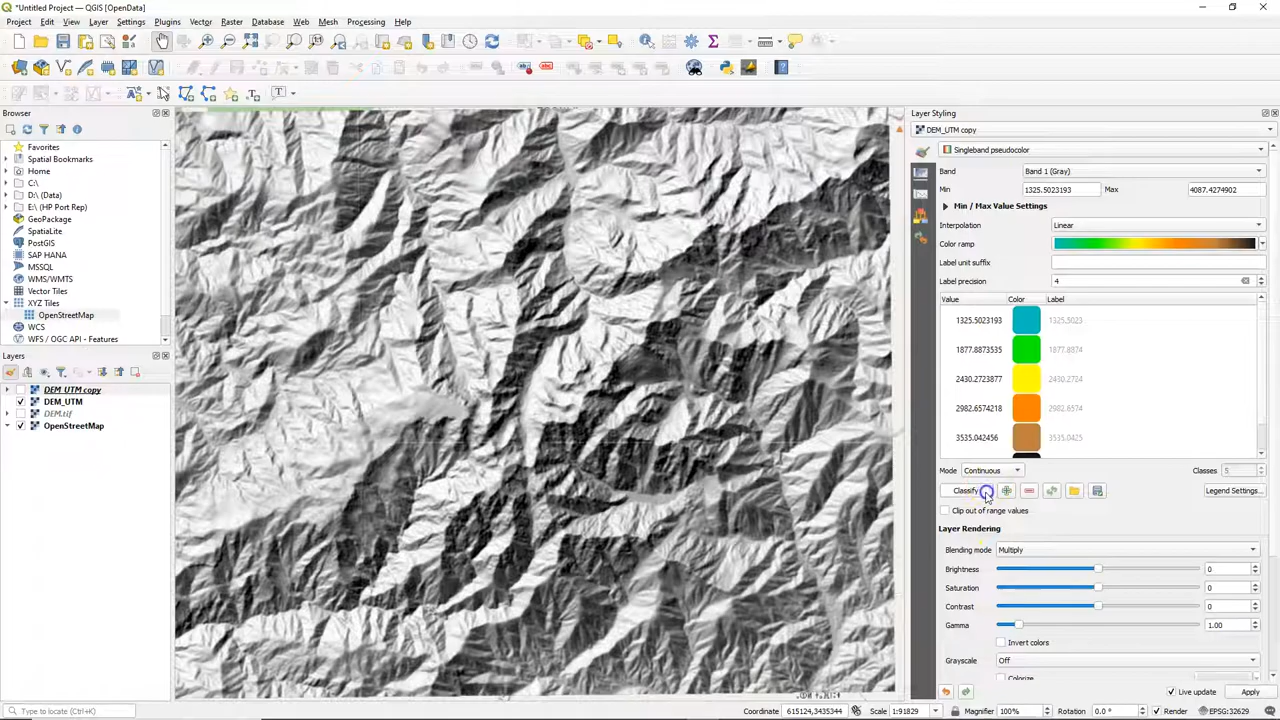 *Untitled Project — QGIS [OpenData]
Project Edit View Layer Settings Plugins Vector Raster Database Web Mesh Processing Help
Browser
Favorites
Spatial Bookmarks
Home
C:\
D:\ (Data)
E:\ (HP Port Rep)
GeoPackage
SpatiaLite
PostGIS
SAP HANA
MSSQL
WMS/WMTS
Vector Tiles
XYZ Tiles
OpenStreetMap
WCS
WFS / OGC API - Features
Layers
DEM_UTM copy
DEM_UTM
DEM.tif
OpenStreetMap
Layer Styling
DEM_UTM copy
Singleband pseudocolor
Band Band 1 (Gray)
Min 1325.5023193 Max 4087.4274902
Min / Max Value Settings
Interpolation Linear
Color ramp
Label unit suffix
Label precision 4
Value Color Label
1325.5023193 1325.5023
1877.8873535 1877.8874
2430.2723877 2430.2724
2982.6574218 2982.6574
3535.042456 3535.0425
Mode Continuous Classes 5
Classify Legend Settings...
Clip out of range values
Layer Rendering
Blending mode Multiply
Brightness 0
Saturation 0
Contrast 0
Gamma 1.00
Invert colors
Grayscale Off
Colorize
Live update Apply
Type to locate (Ctrl+K) Coordinate 615124,3435344 Scale 1:91829 Magnifier 100% Rotation 0.0 ° Render EPSG:32629